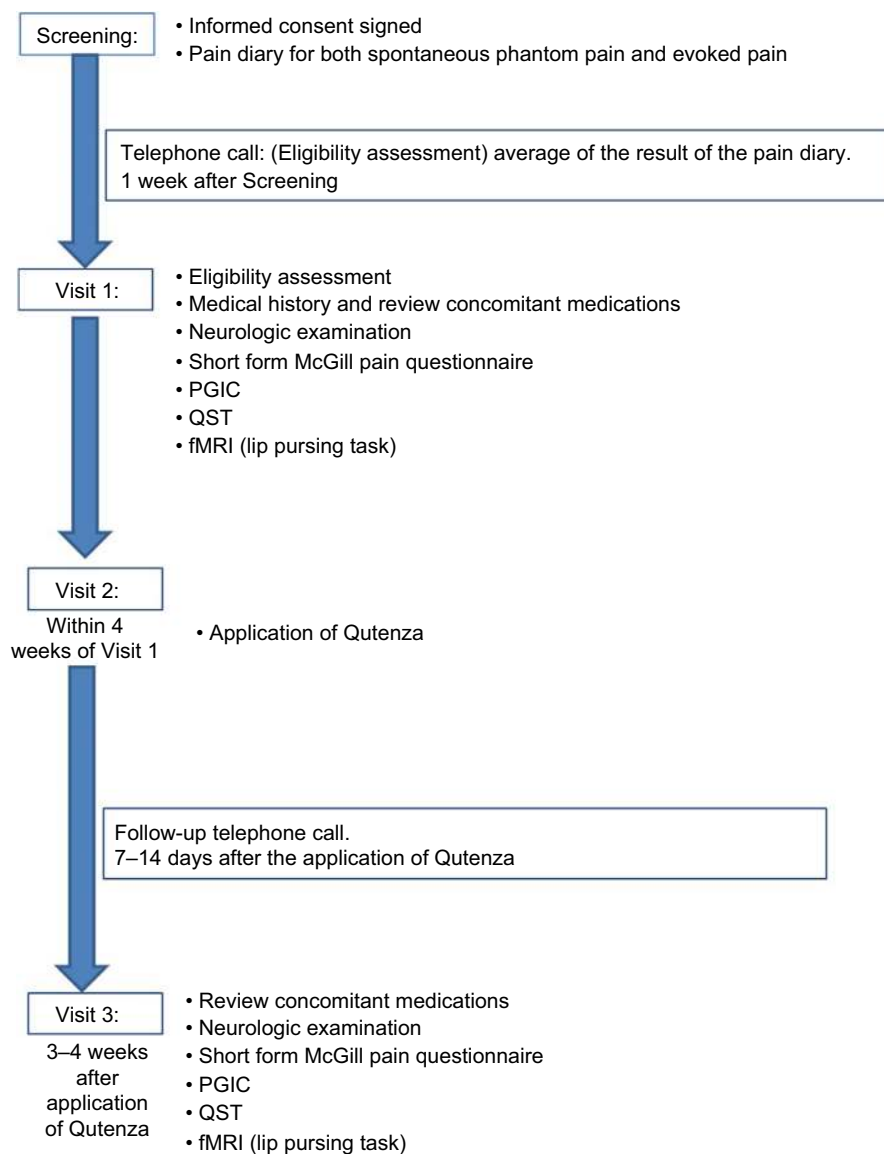 Screening:
• Informed consent signed
• Pain diary for both spontaneous phantom pain and evoked pain
Telephone call: (Eligibility assessment) average of the result of the pain diary.
1 week after Screening
Visit 1:
• Eligibility assessment
• Medical history and review concomitant medications
• Neurologic examination
• Short form McGill pain questionnaire
• PGIC
• QST
• fMRI (lip pursing task)
Visit 2:
Within 4
weeks of Visit 1
• Application of Qutenza
Follow-up telephone call.
7–14 days after the application of Qutenza
Visit 3:
3–4 weeks
after
application
of Qutenza
• Review concomitant medications
• Neurologic examination
• Short form McGill pain questionnaire
• PGIC
• QST
• fMRI (lip pursing task)